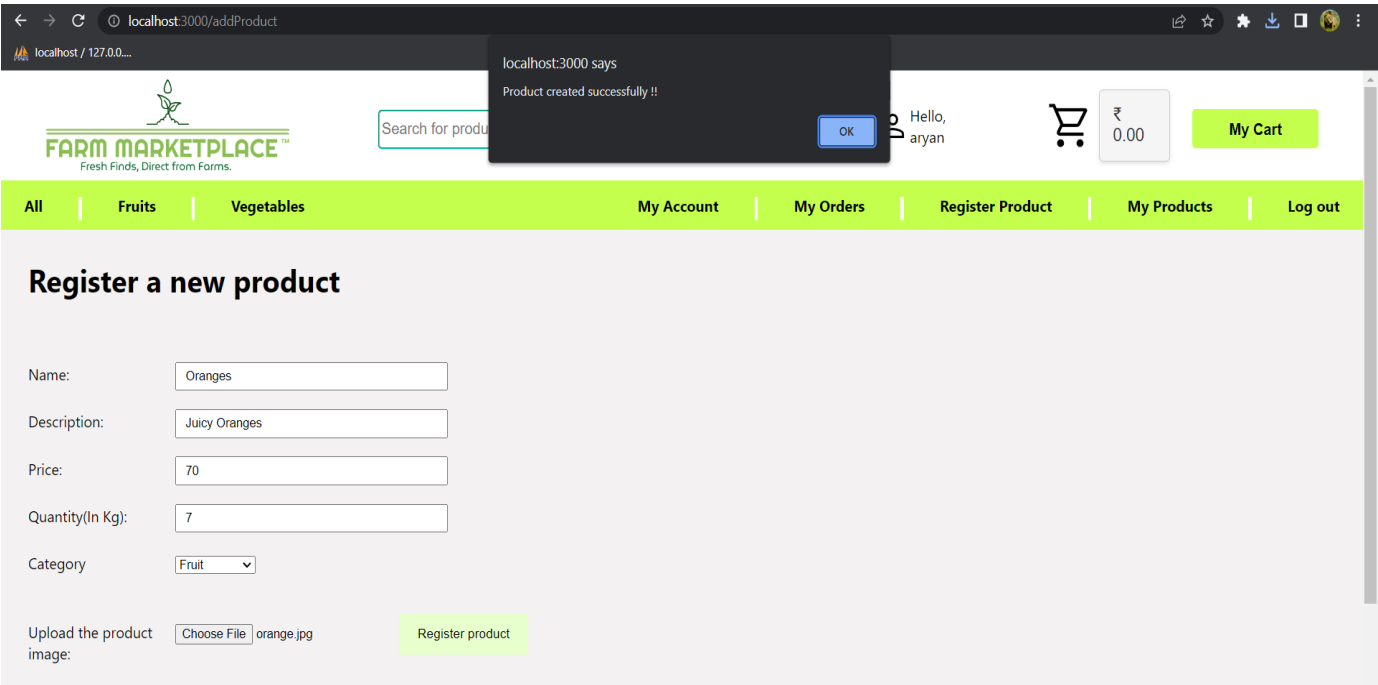 localhost:3000/addProduct
localhost / 127.0.0....
localhost:3000 says
Product created successfully !!
OK
FARM MARKETPLACE™
Fresh Finds, Direct from Farms.
Search for produ
Hello,
aryan
₹
0.00
My Cart
All
Fruits
Vegetables
My Account
My Orders
Register Product
My Products
Log out
Register a new product
Name:
Oranges
Description:
Juicy Oranges
Price:
70
Quantity(In Kg):
7
Category
Fruit
Upload the product
image:
Choose File orange.jpg
Register product